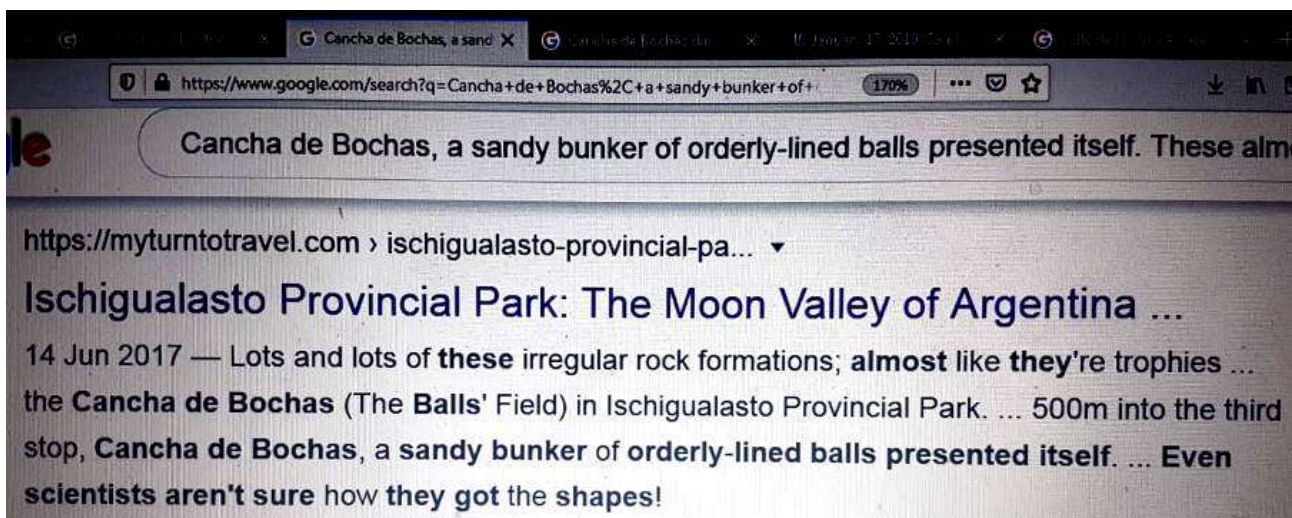 Cancha de Bochas, a sand
https://www.google.com/search?q=Cancha+de+Bochas%2C+a+sandy+bunker+of+
170%
Cancha de Bochas, a sandy bunker of orderly-lined balls presented itself. These alm
https://myturntotravel.com › ischigualasto-provincial-pa...
Ischigualasto Provincial Park: The Moon Valley of Argentina ...
14 Jun 2017 — Lots and lots of these irregular rock formations; almost like they're trophies ...
the Cancha de Bochas (The Balls' Field) in Ischigualasto Provincial Park. ... 500m into the third
stop, Cancha de Bochas, a sandy bunker of orderly-lined balls presented itself. ... Even
scientists aren't sure how they got the shapes!